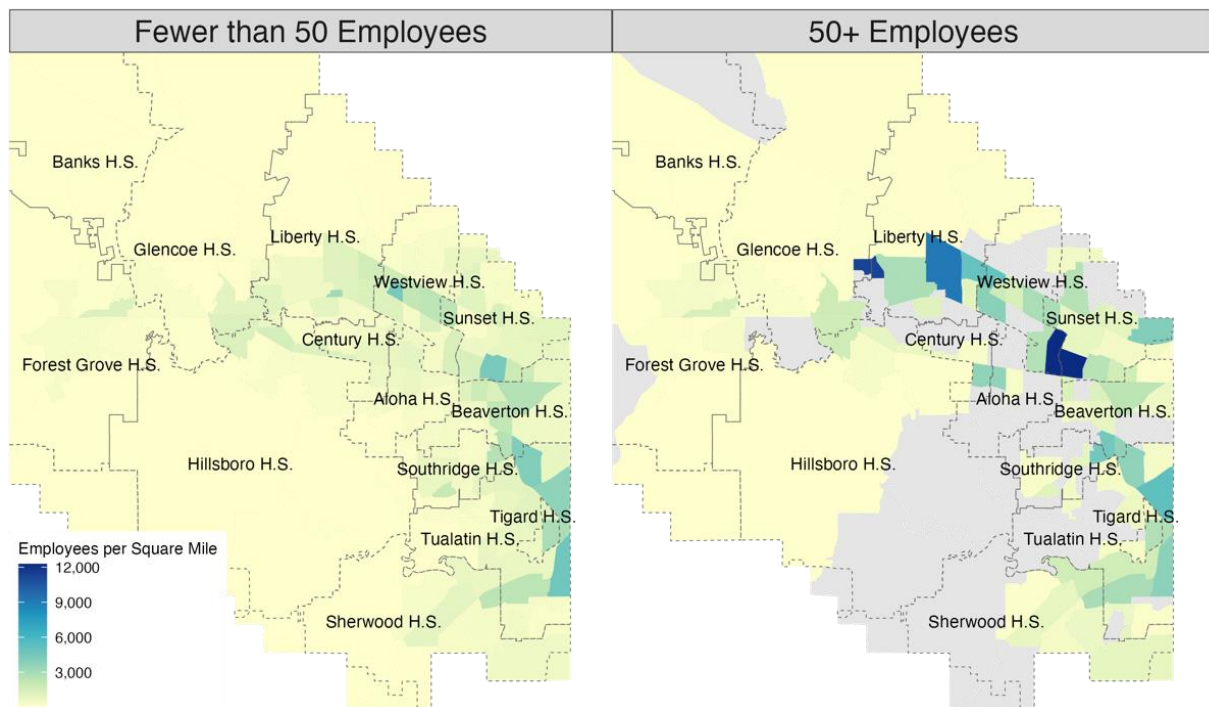 Fewer than 50 Employees
50+ Employees
Banks H.S.
Glencoe H.S.
Liberty H.S.
Westview H.S.
Sunset H.S.
Century H.S.
Forest Grove H.S.
Aloha H.S.
Beaverton H.S.
Hillsboro H.S.
Southridge H.S.
Tigard H.S.
Tualatin H.S.
Sherwood H.S.
Employees per Square Mile
12,000
9,000
6,000
3,000
Banks H.S.
Glencoe H.S.
Liberty H.S.
Westview H.S.
Sunset H.S.
Century H.S.
Forest Grove H.S.
Aloha H.S.
Beaverton H.S.
Hillsboro H.S.
Southridge H.S.
Tigard H.S.
Tualatin H.S.
Sherwood H.S.